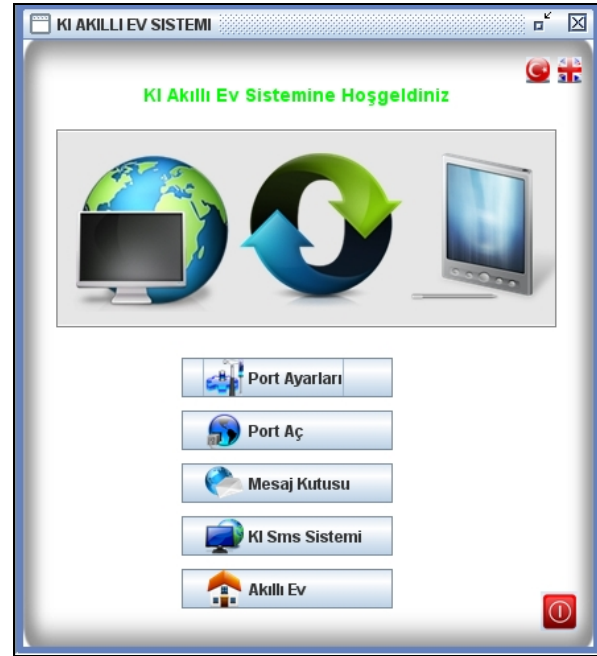 KI AKILLI EV SISTEMI
KI Akıllı Ev Sistemine Hoşgeldiniz
Port Ayarları
Port Aç
Mesaj Kutusu
KI Sms Sistemi
Akıllı Ev